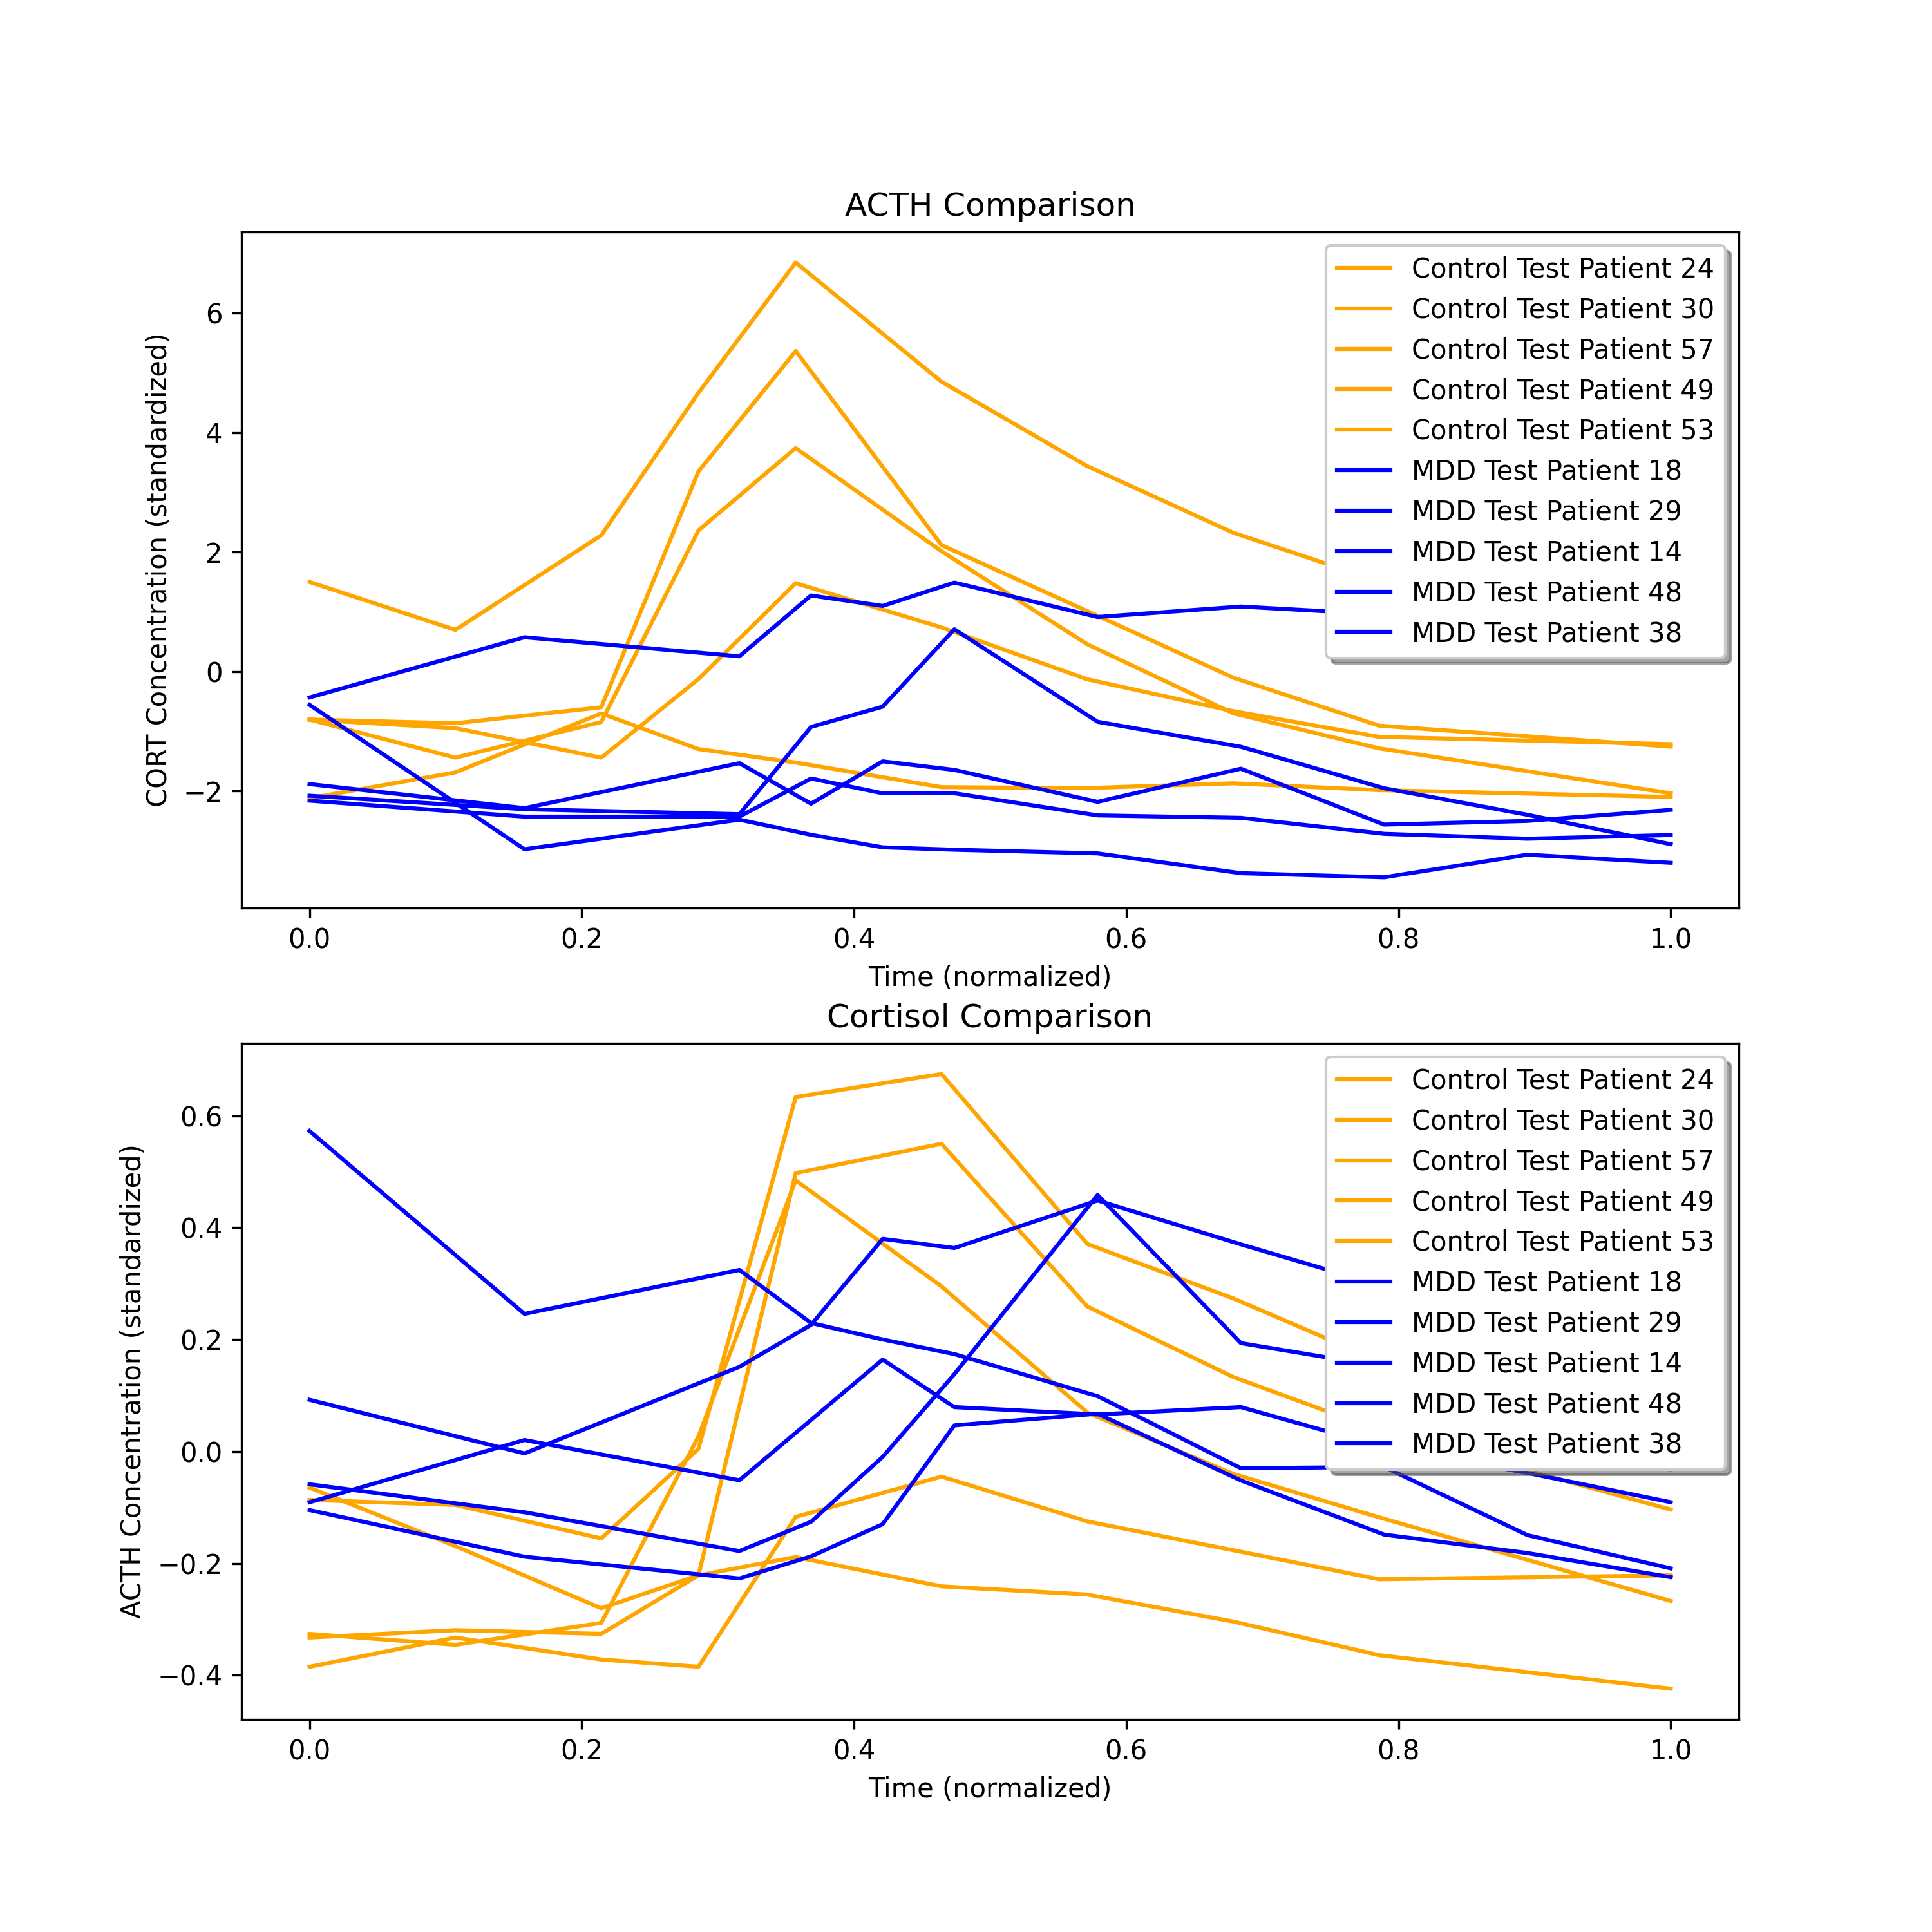 ACTH Comparison
CORT Concentration (standardized)
6
4
2
0
−2
Control Test Patient 24
Control Test Patient 30
Control Test Patient 57
Control Test Patient 49
Control Test Patient 53
MDD Test Patient 18
MDD Test Patient 29
MDD Test Patient 14
MDD Test Patient 48
MDD Test Patient 38
0.0 0.2 0.4 0.6 0.8 1.0
Time (normalized)
Cortisol Comparison
ACTH Concentration (standardized)
0.6
0.4
0.2
0.0
−0.2
−0.4
Control Test Patient 24
Control Test Patient 30
Control Test Patient 57
Control Test Patient 49
Control Test Patient 53
MDD Test Patient 18
MDD Test Patient 29
MDD Test Patient 14
MDD Test Patient 48
MDD Test Patient 38
0.0 0.2 0.4 0.6 0.8 1.0
Time (normalized)